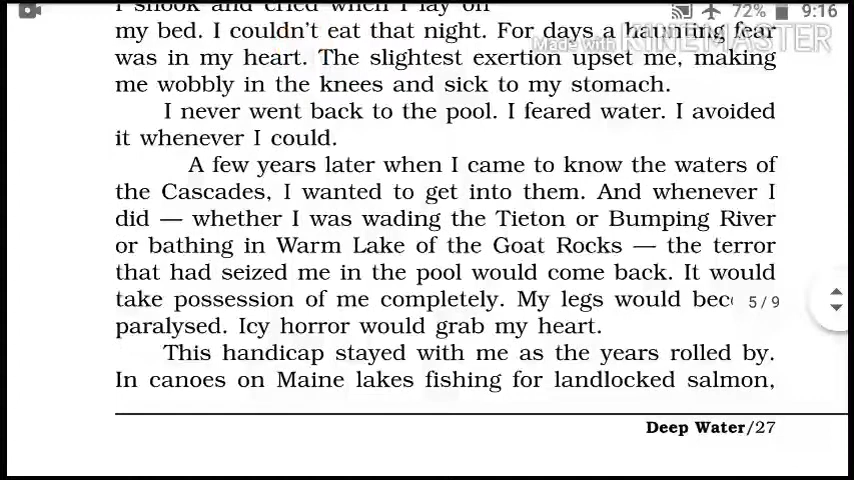 I shook and cried when I lay on
72% 9:16
my bed. I couldn't eat that night. For days a haunting fear
Made with KINEMASTER
was in my heart. The slightest exertion upset me, making
me wobbly in the knees and sick to my stomach.
I never went back to the pool. I feared water. I avoided
it whenever I could.
A few years later when I came to know the waters of
the Cascades, I wanted to get into them. And whenever I
did — whether I was wading the Tieton or Bumping River
or bathing in Warm Lake of the Goat Rocks — the terror
that had seized me in the pool would come back. It would
take possession of me completely. My legs would bec 5/9
paralysed. Icy horror would grab my heart.
This handicap stayed with me as the years rolled by.
In canoes on Maine lakes fishing for landlocked salmon,
Deep Water/27